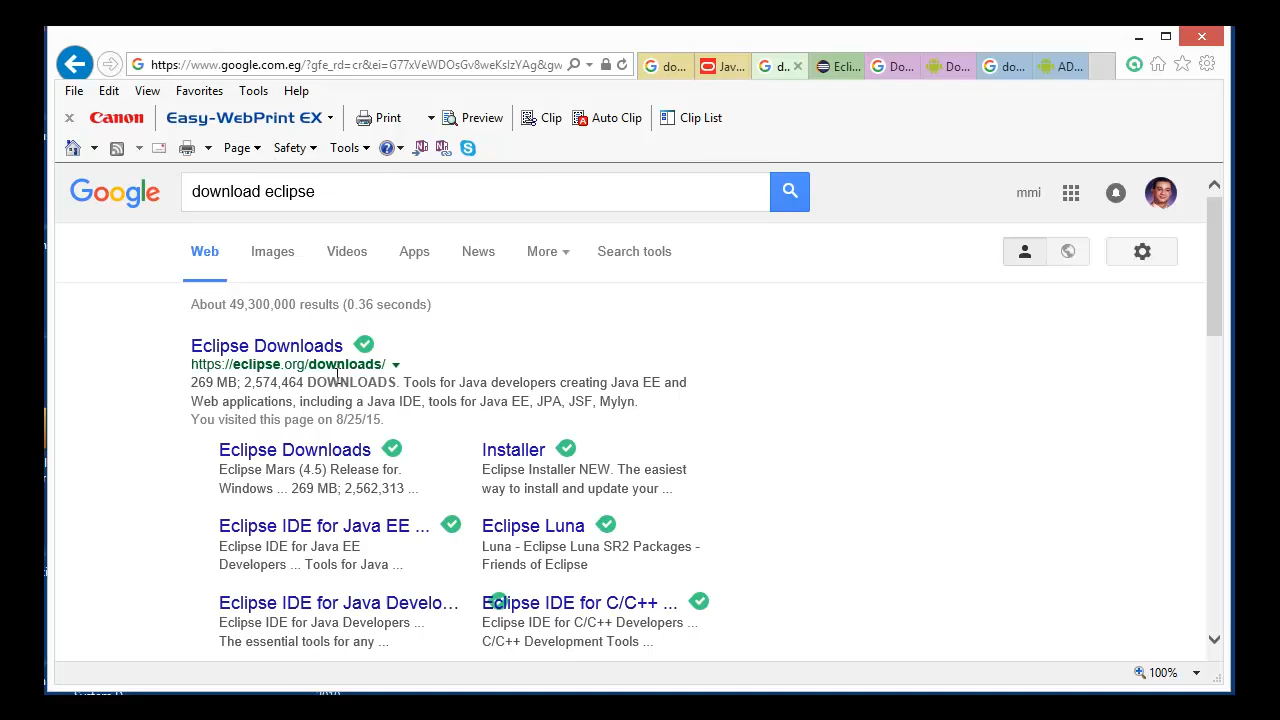 https://www.google.com.eg/?gfe_rd=cr&ei=G77xVeWDOsGv8weKsIzYAg&gw
do...
Jav...
d...
Ecli...
Do...
Do...
do...
AD...
File Edit View Favorites Tools Help
x Canon Easy-WebPrint EX Print Preview Clip Auto Clip Clip List
Page Safety Tools
Google download eclipse mmi
Web Images Videos Apps News More Search tools
About 49,300,000 results (0.36 seconds)
Eclipse Downloads
https://eclipse.org/downloads/
269 MB; 2,574,464 DOWNLOADS. Tools for Java developers creating Java EE and
Web applications, including a Java IDE, tools for Java EE, JPA, JSF, Mylyn.
You visited this page on 8/25/15.
Eclipse Downloads
Eclipse Mars (4.5) Release for.
Windows ... 269 MB; 2,562,313 ...
Installer
Eclipse Installer NEW. The easiest
way to install and update your ...
Eclipse IDE for Java EE ...
Eclipse IDE for Java EE
Developers ... Tools for Java ...
Eclipse Luna
Luna - Eclipse Luna SR2 Packages -
Friends of Eclipse
Eclipse IDE for Java Develo...
Eclipse IDE for Java Developers ...
The essential tools for any ...
Eclipse IDE for C/C++ ...
Eclipse IDE for C/C++ Developers ...
C/C++ Development Tools ...
100%